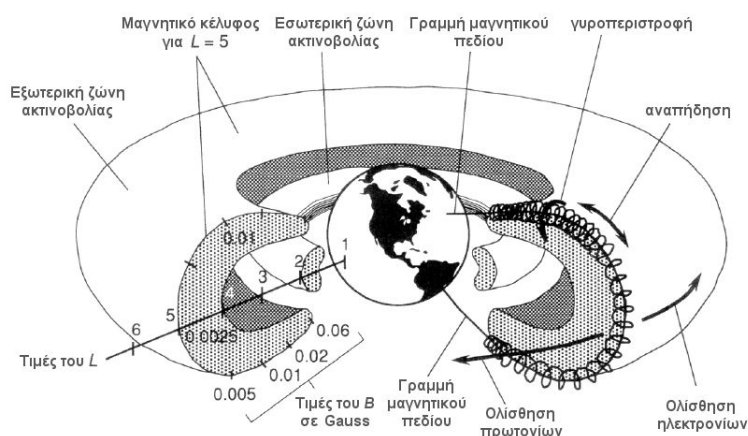 Μαγνητικό κέλυφος
για L = 5
Εσωτερική ζώνη
ακτινοβολίας
Γραμμή μαγνητικού
πεδίου
γυροπεριστροφή
Εξωτερική ζώνη
ακτινοβολίας
αναπήδηση
0.01
1
2
3
4
5
6
0.0025
0.06
0.02
0.01
0.005
Τιμές του L
Τιμές του B
σε Gauss
Γραμμή
μαγνητικού
πεδίου
Ολίσθηση
πρωτονίων
Ολίσθηση
ηλεκτρονίων